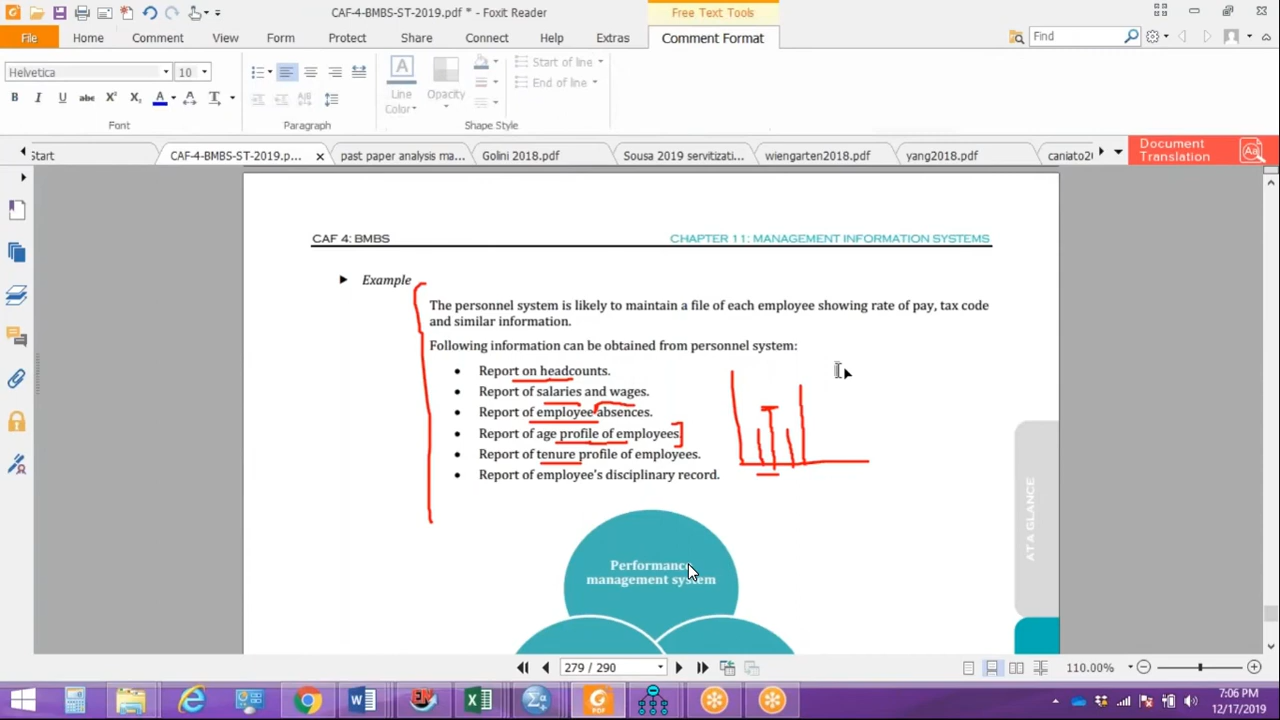 CAF-4-BMBS-ST-2019.pdf * - Foxit Reader
Free Text Tools
File Home Comment View Form Protect Share Connect Help Extras Comment Format
Find
Helvetica 10
Start of line
End of line
Line Color
Opacity
Font Paragraph Shape Style
Start CAF-4-BMBS-ST-2019.p... past paper analysis ma... Golini 2018.pdf Sousa 2019 servitizati... wiengarten2018.pdf yang2018.pdf
Document
Translation
CAF 4: BMBS CHAPTER 11: MANAGEMENT INFORMATION SYSTEMS
► Example
The personnel system is likely to maintain a file of each employee showing rate of pay, tax code
and similar information.
Following information can be obtained from personnel system:
• Report on headcounts.
• Report of salaries and wages.
• Report of employee absences.
• Report of age profile of employees.
• Report of tenure profile of employees.
• Report of employee's disciplinary record.
AT A GLANCE
Performance
management system
279 / 290
110.00%
7:06 PM
12/17/2019